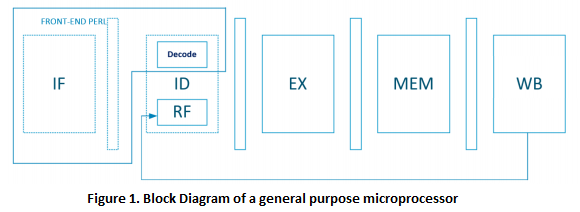 FRONT-END PERL
Decode
IF
ID
EX
MEM
WB
RF
Figure 1. Block Diagram of a general purpose microprocessor